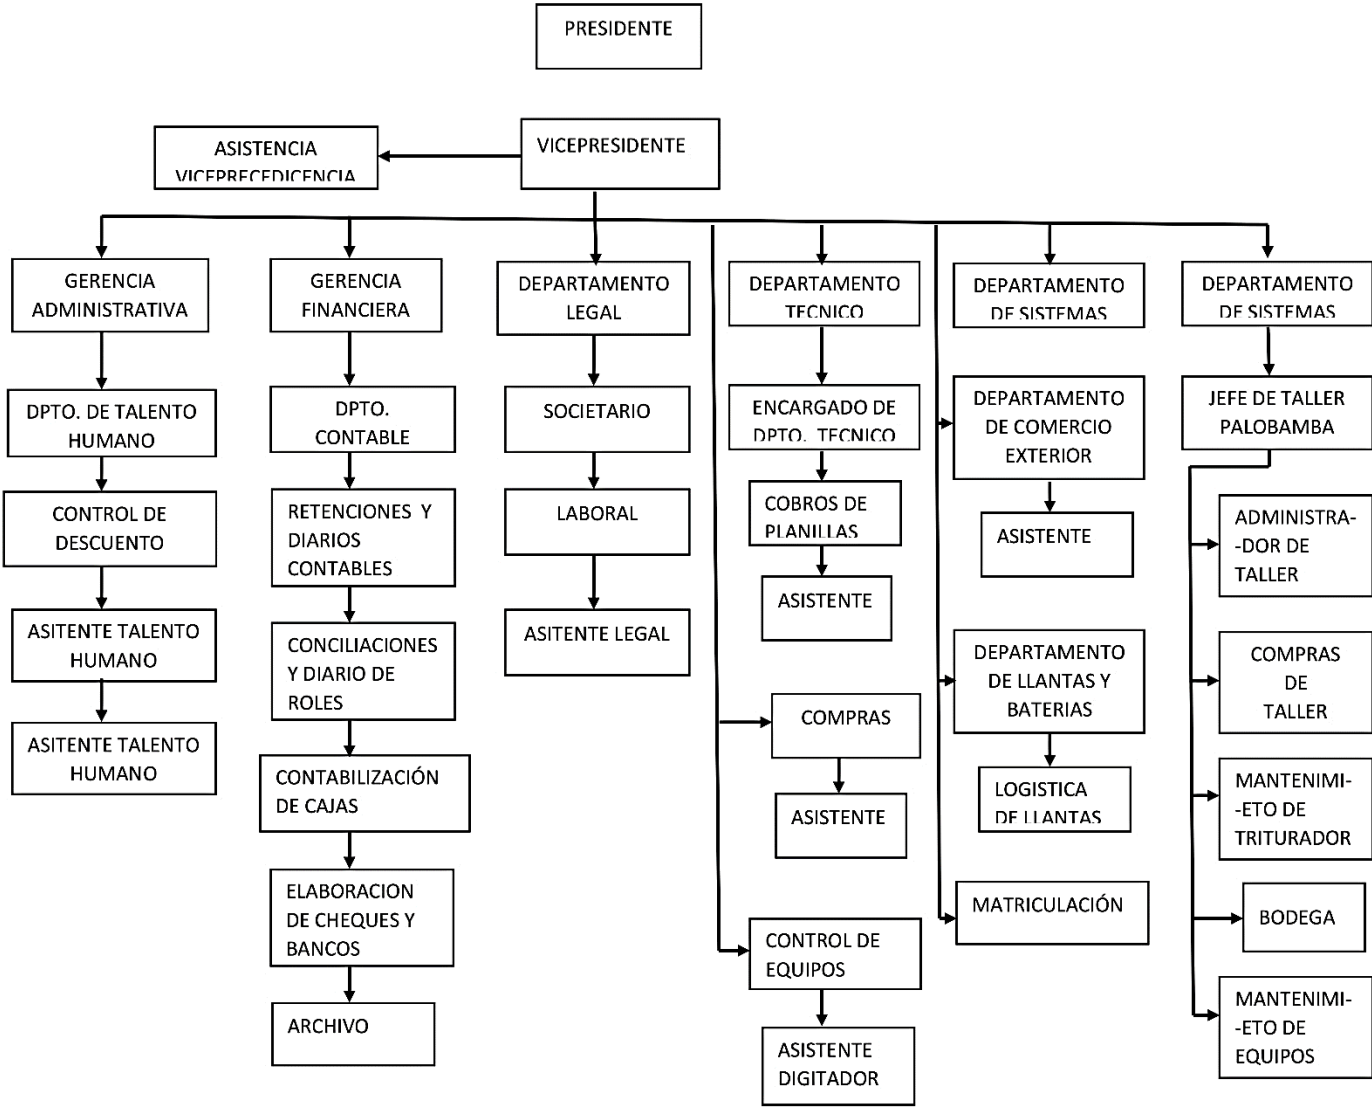 PRESIDENTE
ASISTENCIA
VICEPRECEDICENCIA
VICEPRESIDENTE
GERENCIA
ADMINISTRATIVA
DPTO. DE TALENTO
HUMANO
CONTROL DE
DESCUENTO
ASITENTE TALENTO
HUMANO
ASITENTE TALENTO
HUMANO
GERENCIA
FINANCIERA
DPTO.
CONTABLE
RETENCIONES Y
DIARIOS
CONTABLES
CONCILIACIONES
Y DIARIO DE
ROLES
CONTABILIZACIÓN
DE CAJAS
ELABORACION
DE CHEQUES Y
BANCOS
ARCHIVO
DEPARTAMENTO
LEGAL
SOCIETARIO
LABORAL
ASITENTE LEGAL
DEPARTAMENTO
TECNICO
ENCARGADO DE
DPTO. TECNICO
COBROS DE
PLANILLAS
ASISTENTE
COMPRAS
ASISTENTE
CONTROL DE
EQUIPOS
ASISTENTE
DIGITADOR
DEPARTAMENTO
DE SISTEMAS
DEPARTAMENTO
DE COMERCIO
EXTERIOR
ASISTENTE
DEPARTAMENTO
DE LLANTAS Y
BATERIAS
LOGISTICA
DE LLANTAS
MATRICULACIÓN
DEPARTAMENTO
DE SISTEMAS
JEFE DE TALLER
PALOBAMBA
ADMINISTRA-
-DOR DE
TALLER
COMPRAS
DE
TALLER
MANTENIMI-
-ETO DE
TRITURADOR
BODEGA
MANTENIMI-
-ETO DE
EQUIPOS